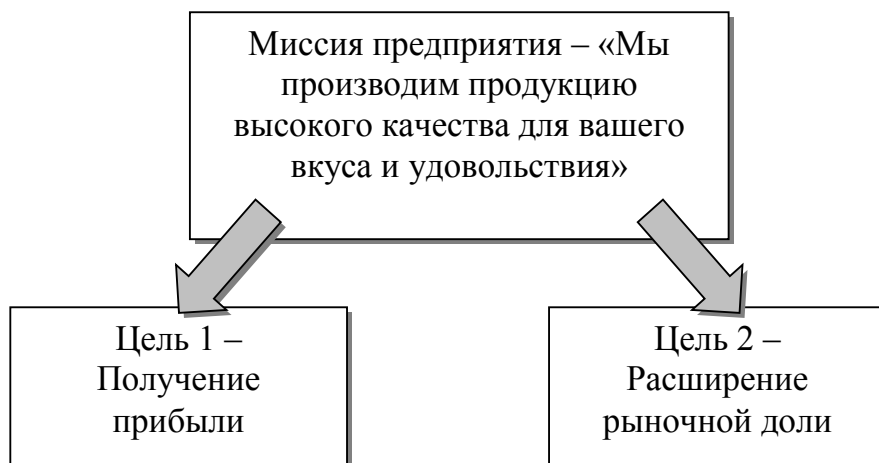 Миссия предприятия – «Мы
производим продукцию
высокого качества для вашего
вкуса и удовольствия»
Цель 1 –
Получение
прибыли
Цель 2 –
Расширение
рыночной доли